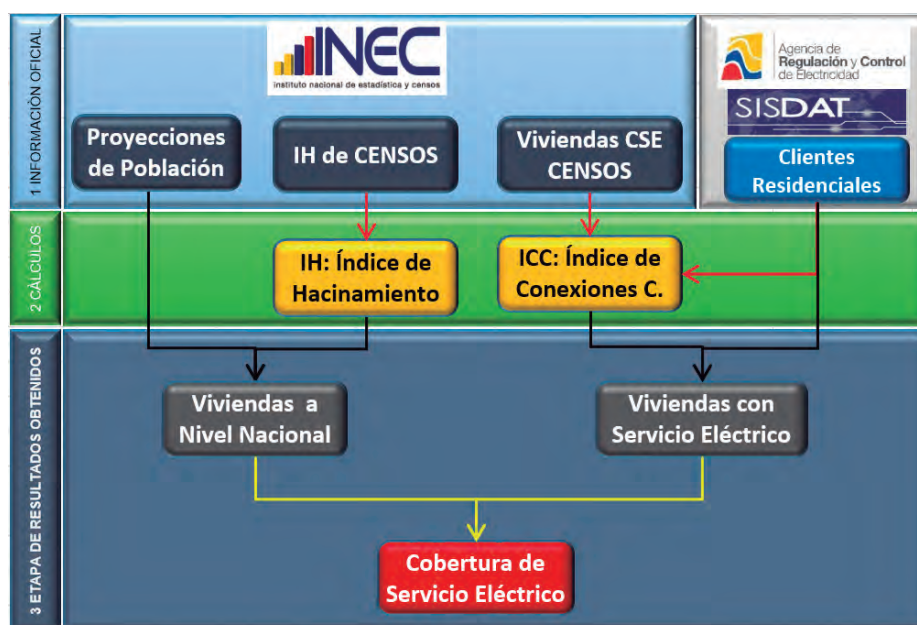 1 INFORMACIÓN OFICIAL
INEC
instituto nacional de estadística y censos
Agencia de
Regulación y Control
de Electricidad
SISDAT
Proyecciones
de Población
IH de CENSOS
Viviendas CSE
CENSOS
Clientes
Residenciales
2 CÁLCULOS
IH: Índice de
Hacinamiento
ICC: Índice de
Conexiones C.
3 ETAPA DE RESULTADOS OBTENIDOS
Viviendas a
Nivel Nacional
Viviendas con
Servicio Eléctrico
Cobertura de
Servicio Eléctrico